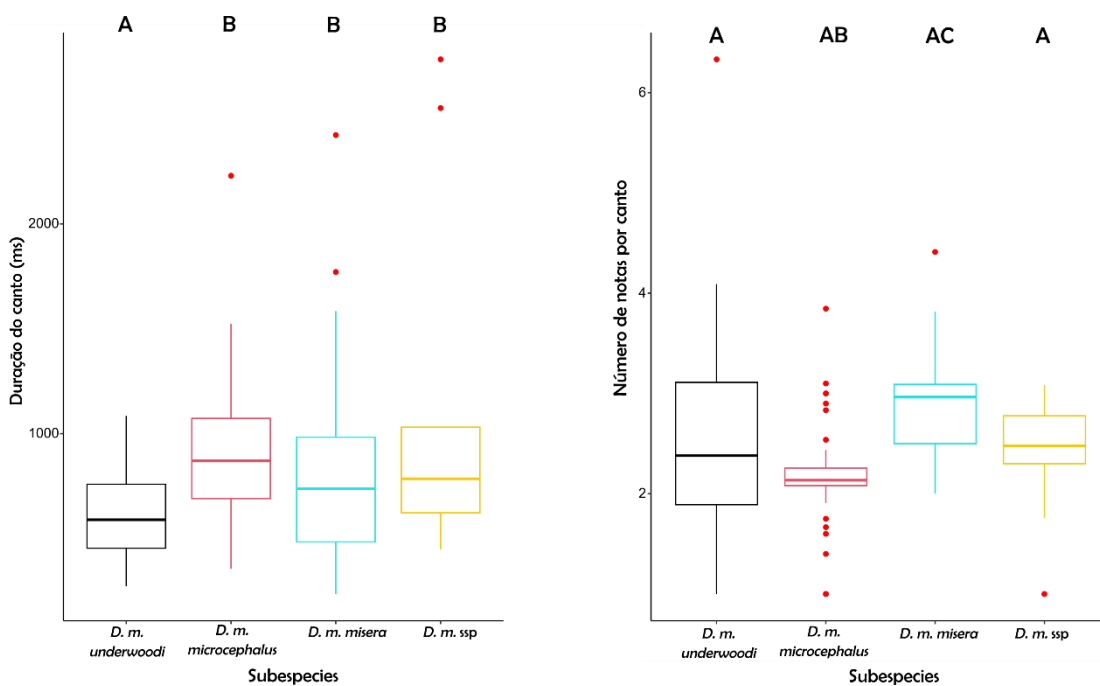 A B B B
Duração do canto (ms)
2000
1000
D. m. underwoodi
D. m. microcephalus
D. m. misera
D. m. ssp
Subespecies
A AB AC A
Número de notas por canto
6
4
2
D. m. underwoodi
D. m. microcephalus
D. m. misera
D. m. ssp
Subespecies